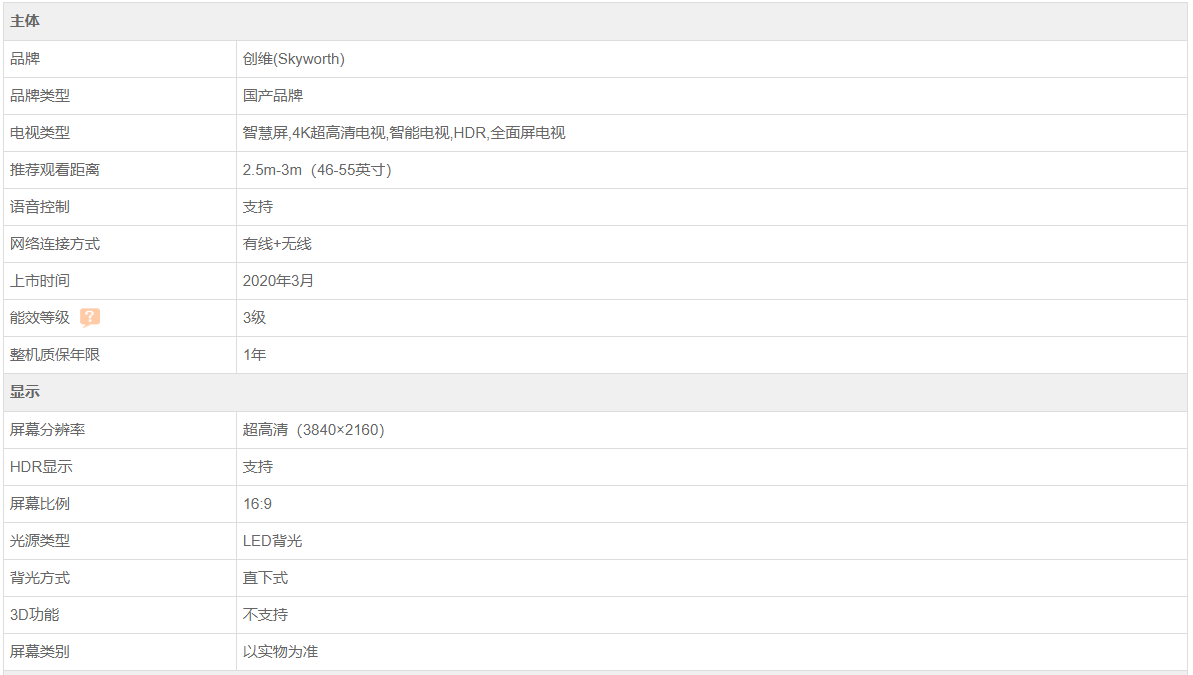 主体
品牌 创维(Skyworth)
品牌类型 国产品牌
电视类型 智慧屏,4K超高清电视,智能电视,HDR,全面屏电视
推荐观看距离 2.5m-3m（46-55英寸）
语音控制 支持
网络连接方式 有线+无线
上市时间 2020年3月
能效等级 ? 3级
整机质保年限 1年
显示
屏幕分辨率 超高清（3840×2160）
HDR显示 支持
屏幕比例 16:9
光源类型 LED背光
背光方式 直下式
3D功能 不支持
屏幕类别 以实物为准